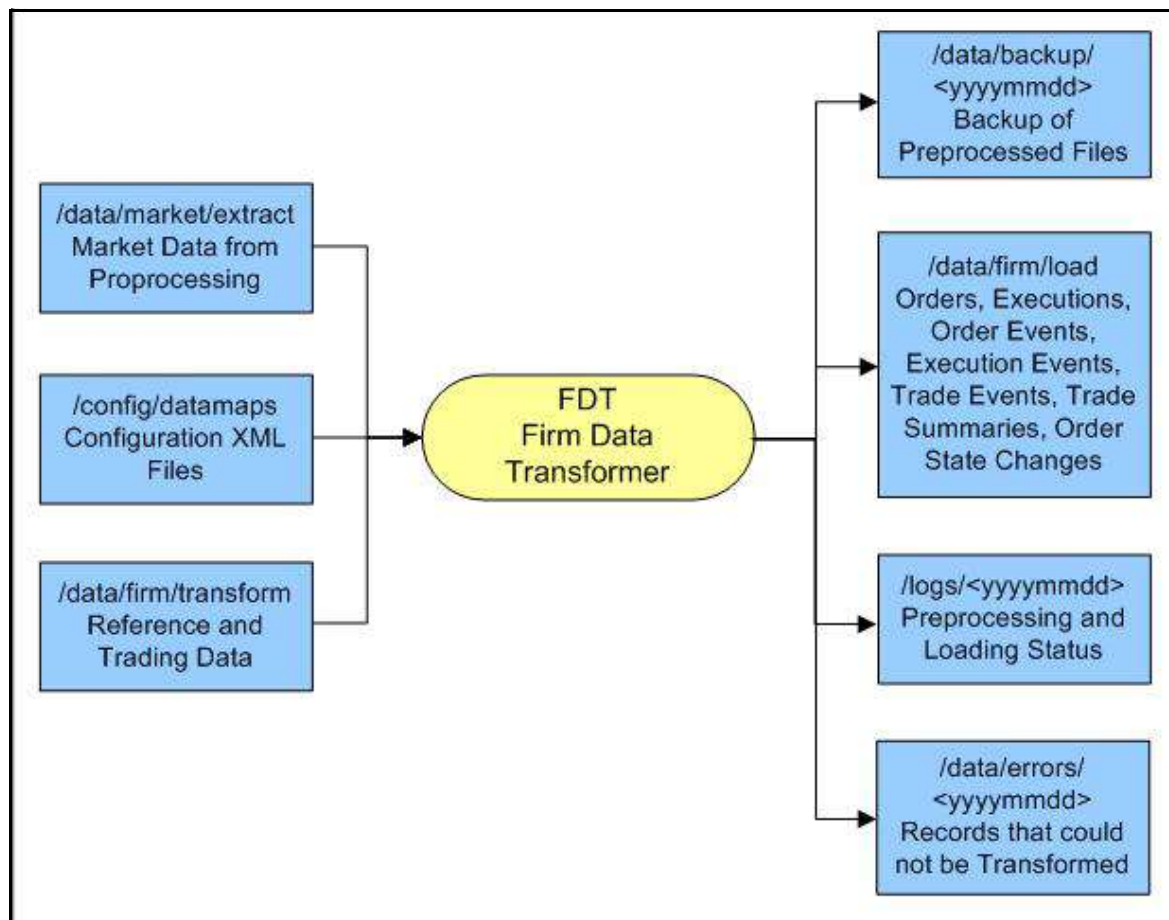 /data/market/extract
Market Data from
Proprocessing
/config/datamaps
Configuration XML
Files
/data/firm/transform
Reference and
Trading Data
FDT
Firm Data
Transformer
/data/backup/
<yyyymmdd>
Backup of
Preprocessed Files
/data/firm/load
Orders, Executions,
Order Events,
Execution Events,
Trade Events, Trade
Summaries, Order
State Changes
/logs/<yyyymmdd>
Preprocessing and
Loading Status
/data/errors/
<yyyymmdd>
Records that could
not be Transformed